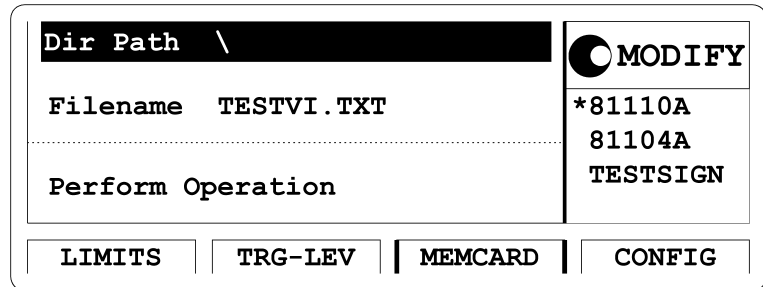 Dir Path \
MODIFY
Filename TESTVI.TXT
*81110A
81104A
TESTSIGN
Perform Operation
LIMITS TRG-LEV MEMCARD CONFIG